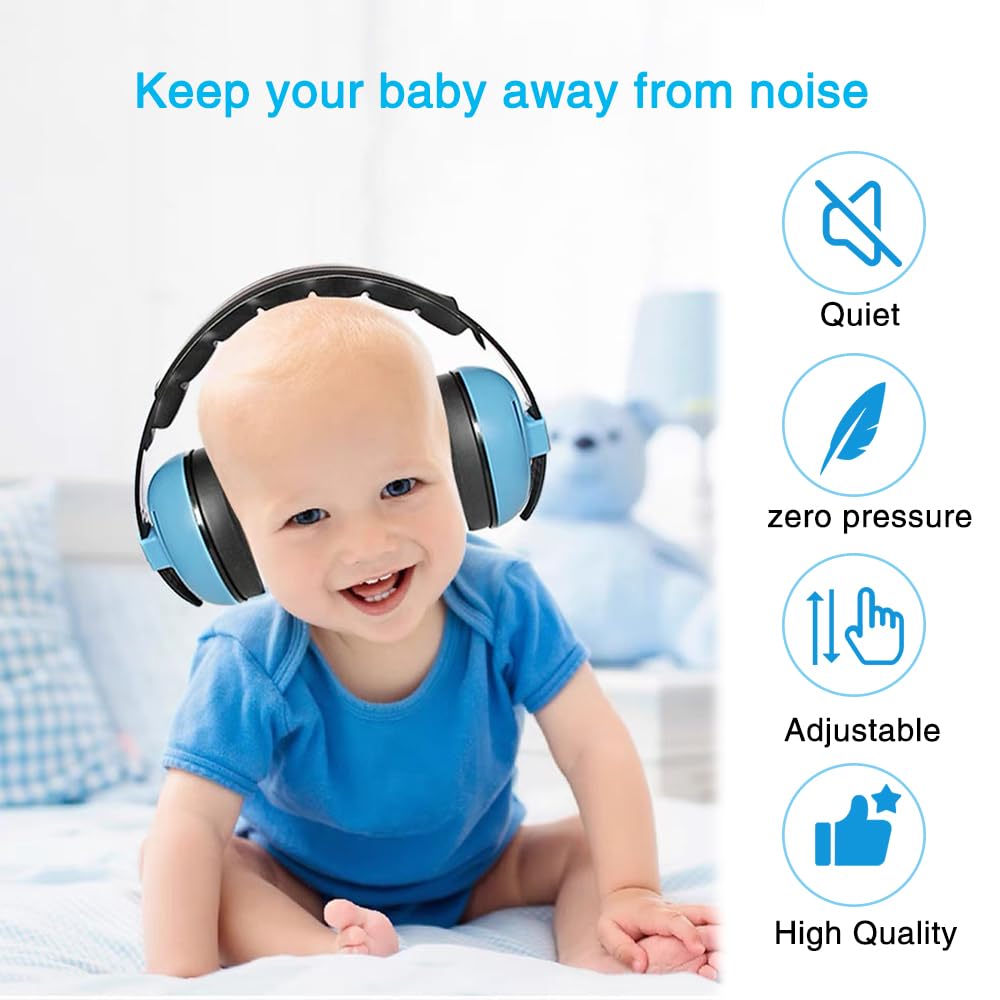 Keep your baby away from noise
Quiet
zero pressure
Adjustable
High Quality